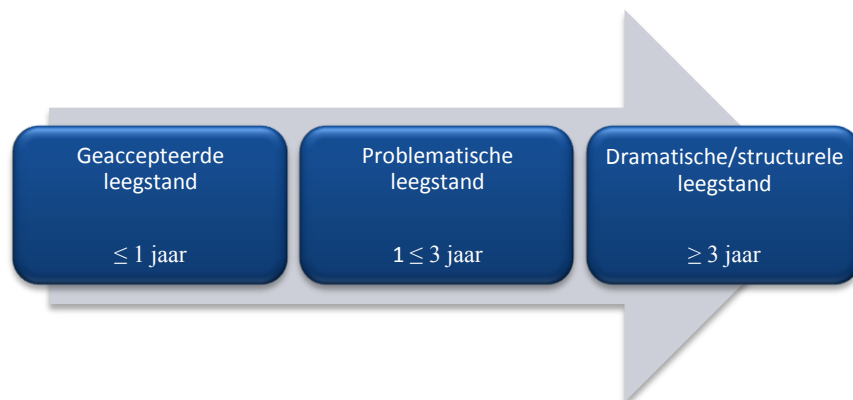 Geaccepteerde
leegstand
≤ 1 jaar
Problematische
leegstand
1 ≤ 3 jaar
Dramatische/structurele
leegstand
≥ 3 jaar